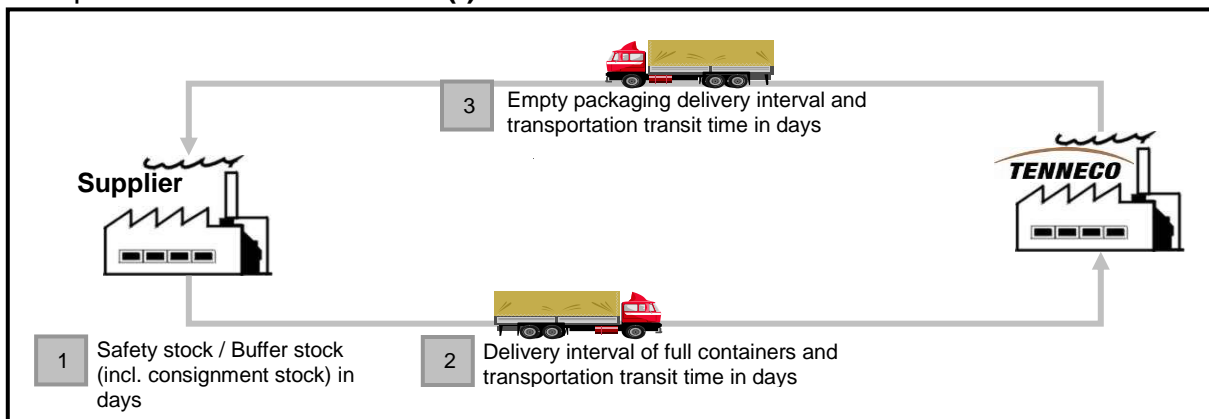 3
Empty packaging delivery interval and
transportation transit time in days
Supplier
TENNECO
1
Safety stock / Buffer stock
(incl. consignment stock) in
days
2
Delivery interval of full containers and
transportation transit time in days